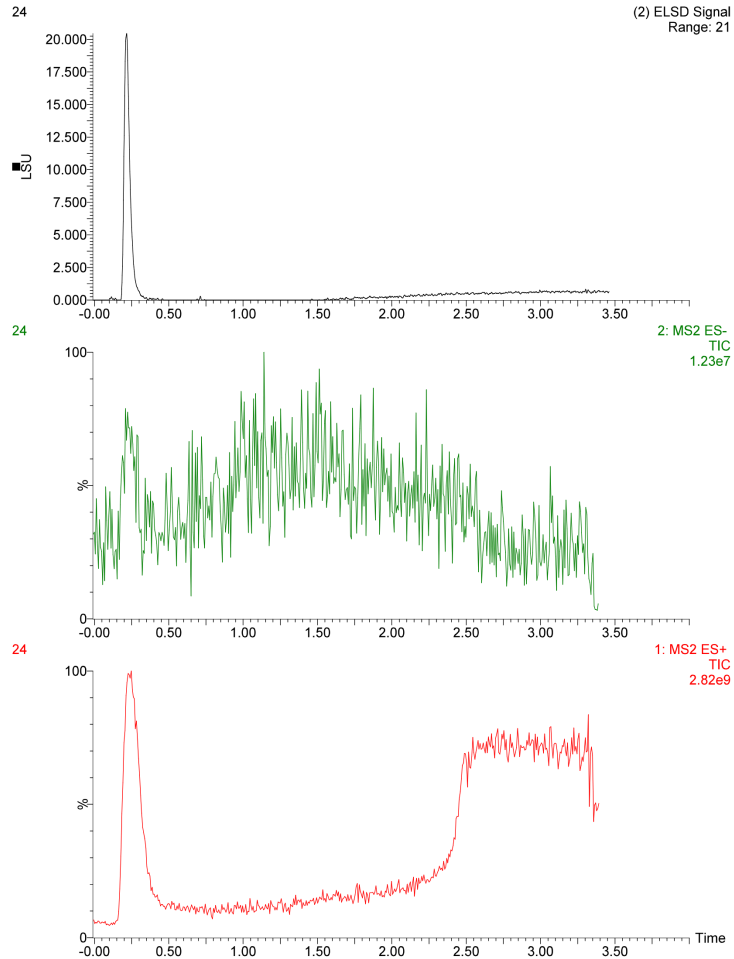 24
(2) ELSD Signal
Range: 21
LSU
20.000
17.500
15.000
12.500
10.000
7.500
5.000
2.500
0.000
-0.00 0.50 1.00 1.50 2.00 2.50 3.00 3.50
24
2: MS2 ES-
TIC
1.23e7
100
%
0
-0.00 0.50 1.00 1.50 2.00 2.50 3.00 3.50
24
1: MS2 ES+
TIC
2.82e9
100
%
0
Time
-0.00 0.50 1.00 1.50 2.00 2.50 3.00 3.50